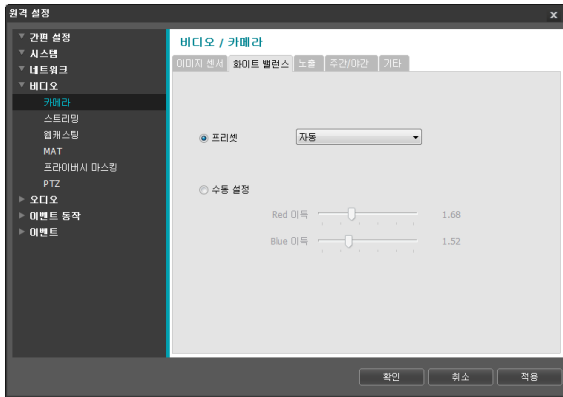 원격 설정
x
간편 설정
시스템
네트워크
비디오
카메라
스트리밍
웹캐스팅
MAT
프라이버시 마스킹
PTZ
오디오
이벤트 동작
이벤트
비디오 / 카메라
이미지 센서 화이트 밸런스 노출 주간/야간 기타
프리셋 자동
수동 설정
Red 이득 1.68
Blue 이득 1.52
확인 취소 적용